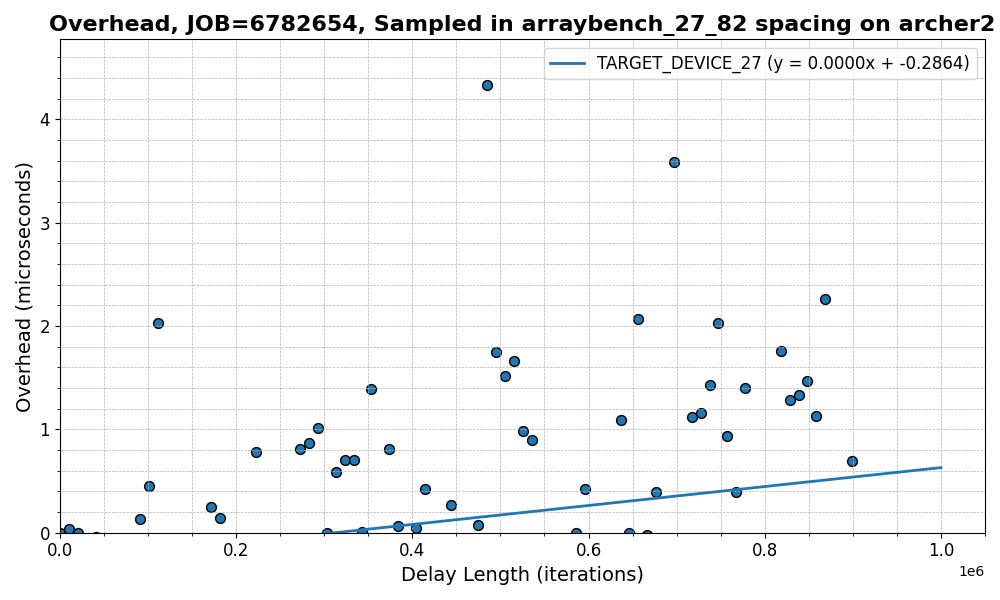 Overhead, JOB=6782654, Sampled in arraybench_27_82 spacing on archer2
TARGET_DEVICE_27 (y = 0.0000x + -0.2864)
Overhead (microseconds)
4
3
2
1
0
0.0 0.2 0.4 0.6 0.8 1.0
1e6
Delay Length (iterations)